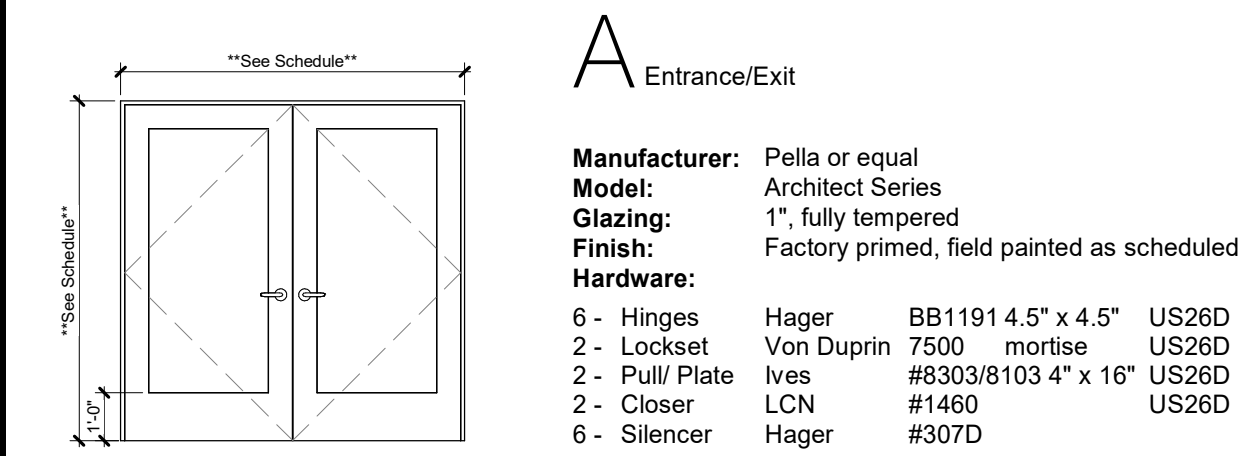 **See Schedule**
**See Schedule**
1'-0"
A Entrance/Exit
Manufacturer: Pella or equal
Model: Architect Series
Glazing: 1", fully tempered
Finish: Factory primed, field painted as scheduled
Hardware:
6 - Hinges Hager BB1191 4.5" x 4.5" US26D
2 - Lockset Von Duprin 7500 mortise US26D
2 - Pull/ Plate Ives #8303/8103 4" x 16" US26D
2 - Closer LCN #1460 US26D
6 - Silencer Hager #307D